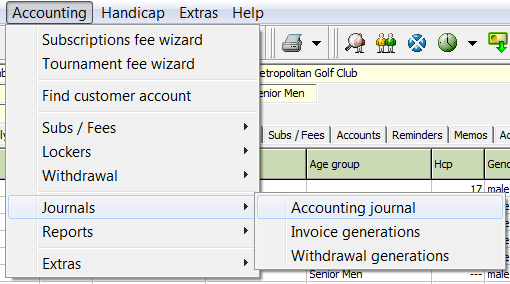 Accounting Handicap Extras Help
Subscriptions fee wizard
Tournament fee wizard
Find customer account
Subs / Fees
Lockers
Withdrawal
Journals
Reports
Extras
etropolitan Golf Club
enior Men
Subs / Fees Accounts Reminders Memos
Age group Hcp Gen
17 male
Accounting journal
Invoice generations
Withdrawal generations
Senior Men --- male